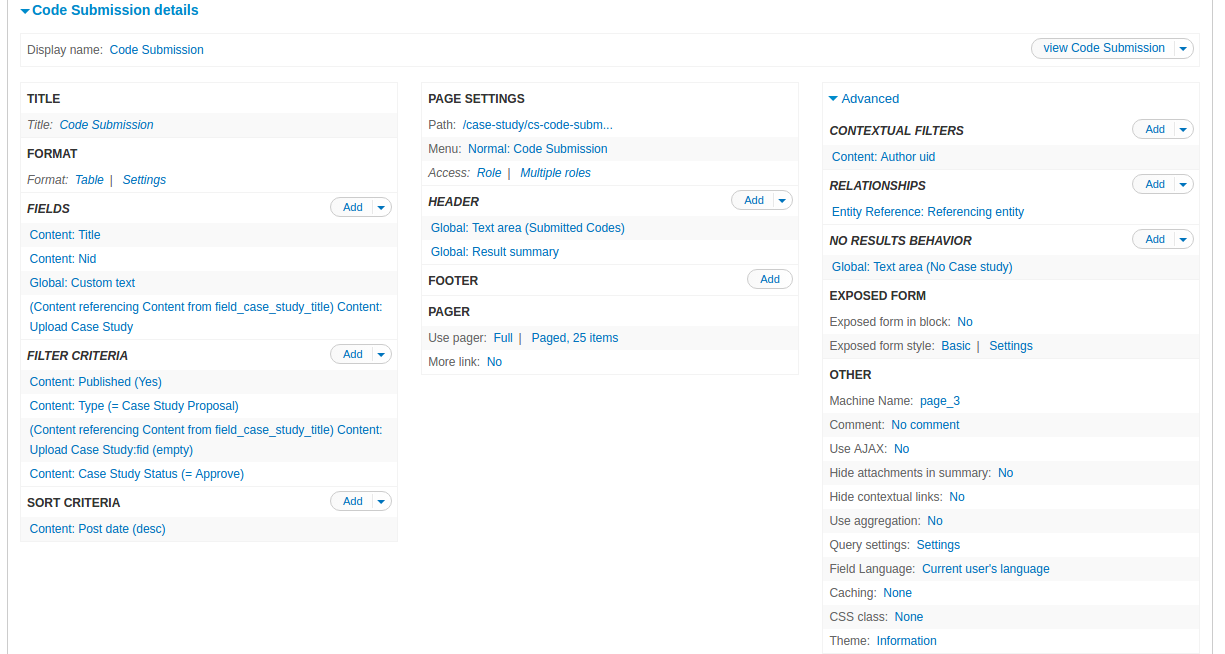 Code Submission details
Display name: Code Submission
view Code Submission
TITLE
Title: Code Submission
FORMAT
Format: Table | Settings
FIELDS
Add
Content: Title
Content: Nid
Global: Custom text
(Content referencing Content from field_case_study_title) Content:
Upload Case Study
FILTER CRITERIA
Add
Content: Published (Yes)
Content: Type (= Case Study Proposal)
(Content referencing Content from field_case_study_title) Content:
Upload Case Study:fid (empty)
Content: Case Study Status (= Approve)
SORT CRITERIA
Add
Content: Post date (desc)
PAGE SETTINGS
Path: /case-study/cs-code-subm...
Menu: Normal: Code Submission
Access: Role | Multiple roles
HEADER
Add
Global: Text area (Submitted Codes)
Global: Result summary
FOOTER
Add
PAGER
Use pager: Full | Paged, 25 items
More link: No
Advanced
CONTEXTUAL FILTERS
Add
Content: Author uid
RELATIONSHIPS
Add
Entity Reference: Referencing entity
NO RESULTS BEHAVIOR
Add
Global: Text area (No Case study)
EXPOSED FORM
Exposed form in block: No
Exposed form style: Basic | Settings
OTHER
Machine Name: page_3
Comment: No comment
Use AJAX: No
Hide attachments in summary: No
Hide contextual links: No
Use aggregation: No
Query settings: Settings
Field Language: Current user's language
Caching: None
CSS class: None
Theme: Information